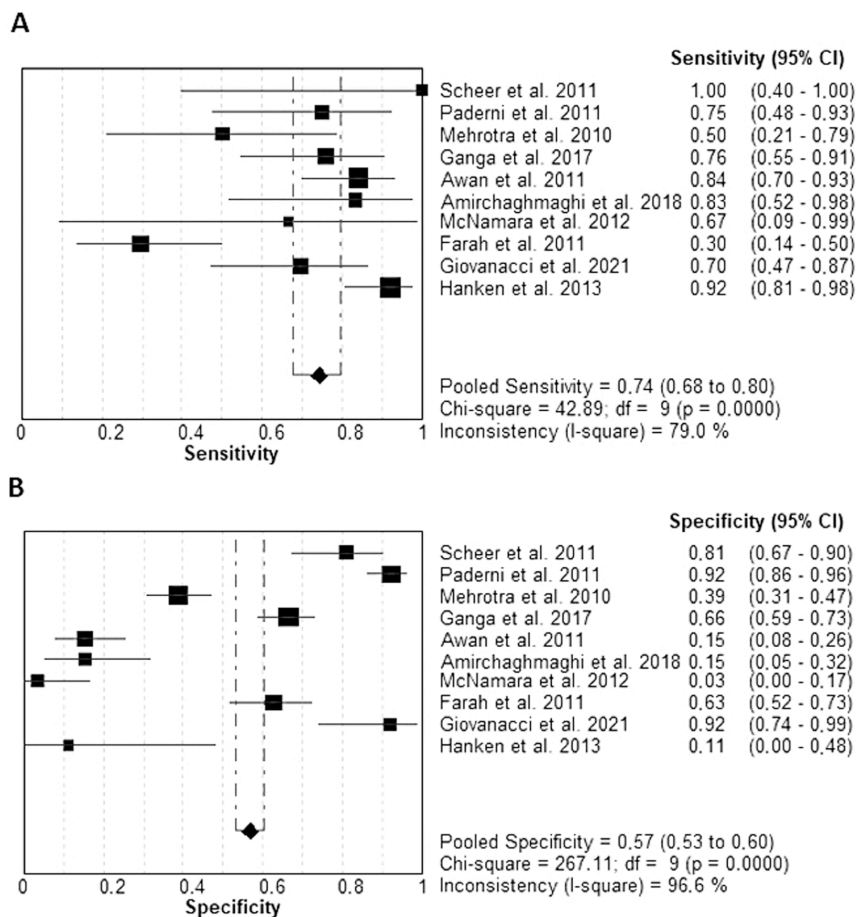 A
Sensitivity (95% CI)
Scheer et al. 2011 1.00 (0.40 - 1.00)
Paderni et al. 2011 0.75 (0.48 - 0.93)
Mehrotra et al. 2010 0.50 (0.21 - 0.79)
Ganga et al. 2017 0.76 (0.55 - 0.91)
Awan et al. 2011 0.84 (0.70 - 0.93)
Amirchaghmaghi et al. 2018 0.83 (0.52 - 0.98)
McNamara et al. 2012 0.67 (0.09 - 0.99)
Farah et al. 2011 0.30 (0.14 - 0.50)
Giovanacci et al. 2021 0.70 (0.47 - 0.87)
Hanken et al. 2013 0.92 (0.81 - 0.98)
Pooled Sensitivity = 0.74 (0.68 to 0.80)
Chi-square = 42.89; df = 9 (p = 0.0000)
Inconsistency (I-square) = 79.0 %
0 0.2 0.4 0.6 0.8 1
Sensitivity
B
Specificity (95% CI)
Scheer et al. 2011 0.81 (0.67 - 0.90)
Paderni et al. 2011 0.92 (0.86 - 0.96)
Mehrotra et al. 2010 0.39 (0.31 - 0.47)
Ganga et al. 2017 0.66 (0.59 - 0.73)
Awan et al. 2011 0.15 (0.08 - 0.26)
Amirchaghmaghi et al. 2018 0.15 (0.05 - 0.32)
McNamara et al. 2012 0.03 (0.00 - 0.17)
Farah et al. 2011 0.63 (0.52 - 0.73)
Giovanacci et al. 2021 0.92 (0.74 - 0.99)
Hanken et al. 2013 0.11 (0.00 - 0.48)
Pooled Specificity = 0.57 (0.53 to 0.60)
Chi-square = 267.11; df = 9 (p = 0.0000)
Inconsistency (I-square) = 96.6 %
0 0.2 0.4 0.6 0.8 1
Specificity